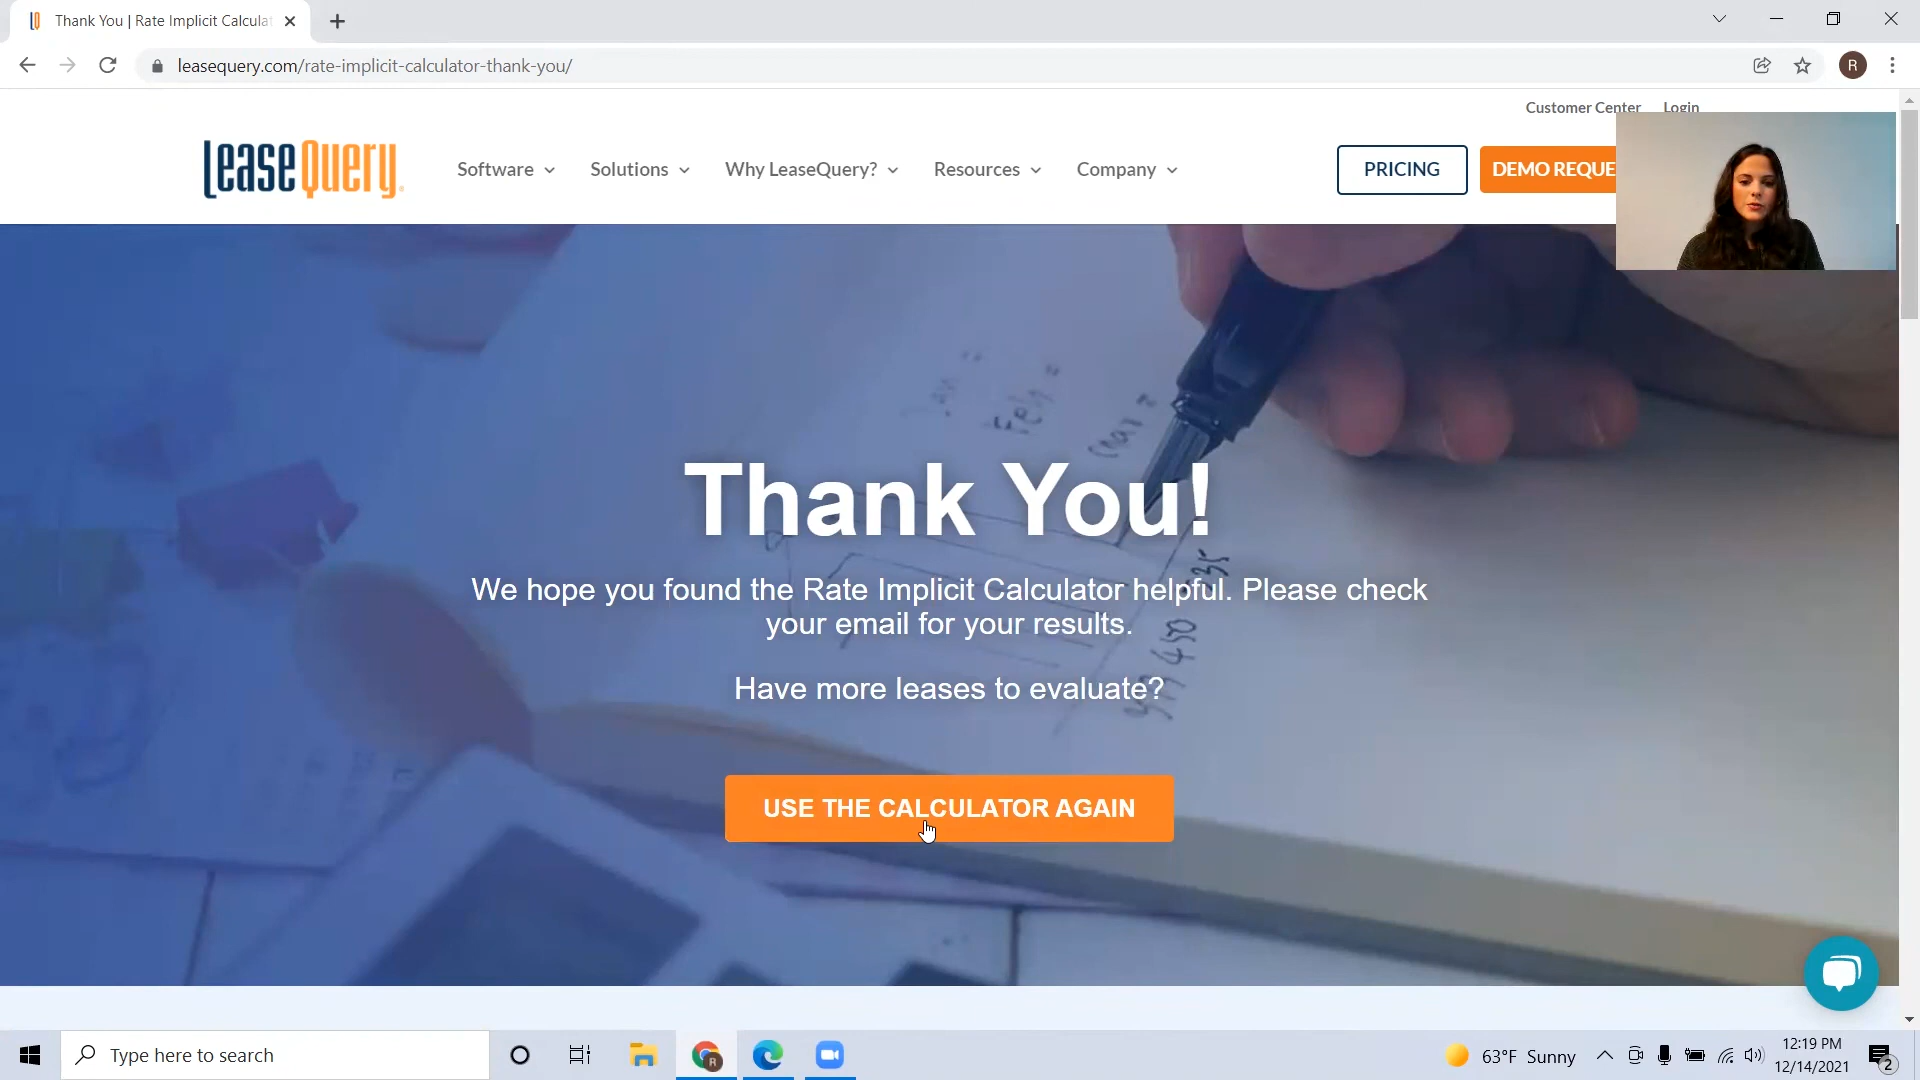 Thank You | Rate Implicit Calcula
leasequery.com/rate-implicit-calculator-thank-you/
R
Customer Center Login
LeaseQuery
Software Solutions Why LeaseQuery? Resources Company
PRICING
DEMO REQUE
Thank You!
We hope you found the Rate Implicit Calculator helpful. Please check
your email for your results.
Have more leases to evaluate?
USE THE CALCULATOR AGAIN
Type here to search
R
63°F Sunny
12:19 PM
12/14/2021
2